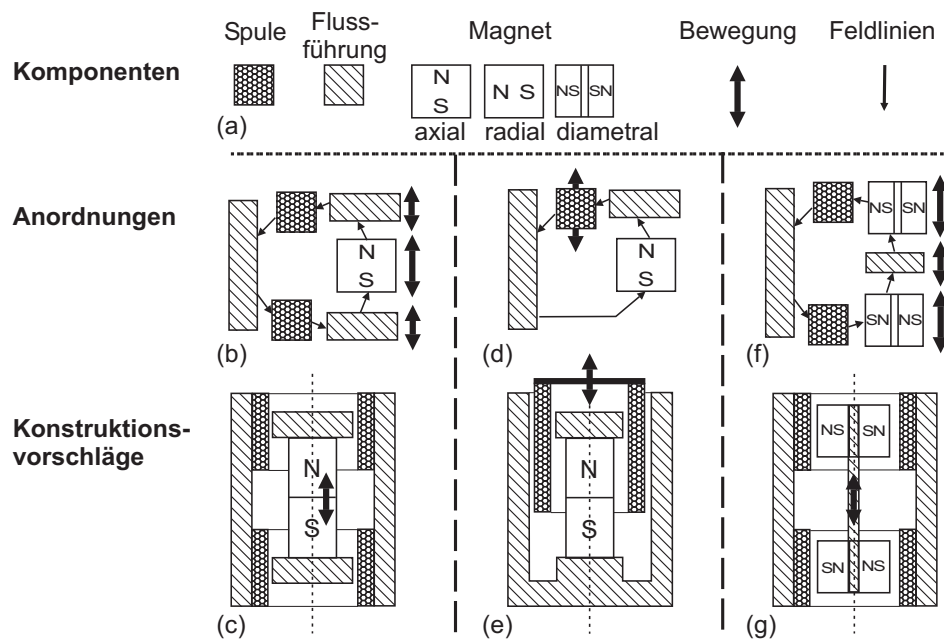 Spule
Fluss-
führung
Magnet
Bewegung
Feldlinien
Komponenten
N
S
N S
NS SN
(a)
axial
radial
diametral
Anordnungen
N
S
N
S
NS SN
SN NS
(b)
(d)
(f)
Konstruktions-
vorschläge
N
S
N
S
NS SN
SN NS
(c)
(e)
(g)